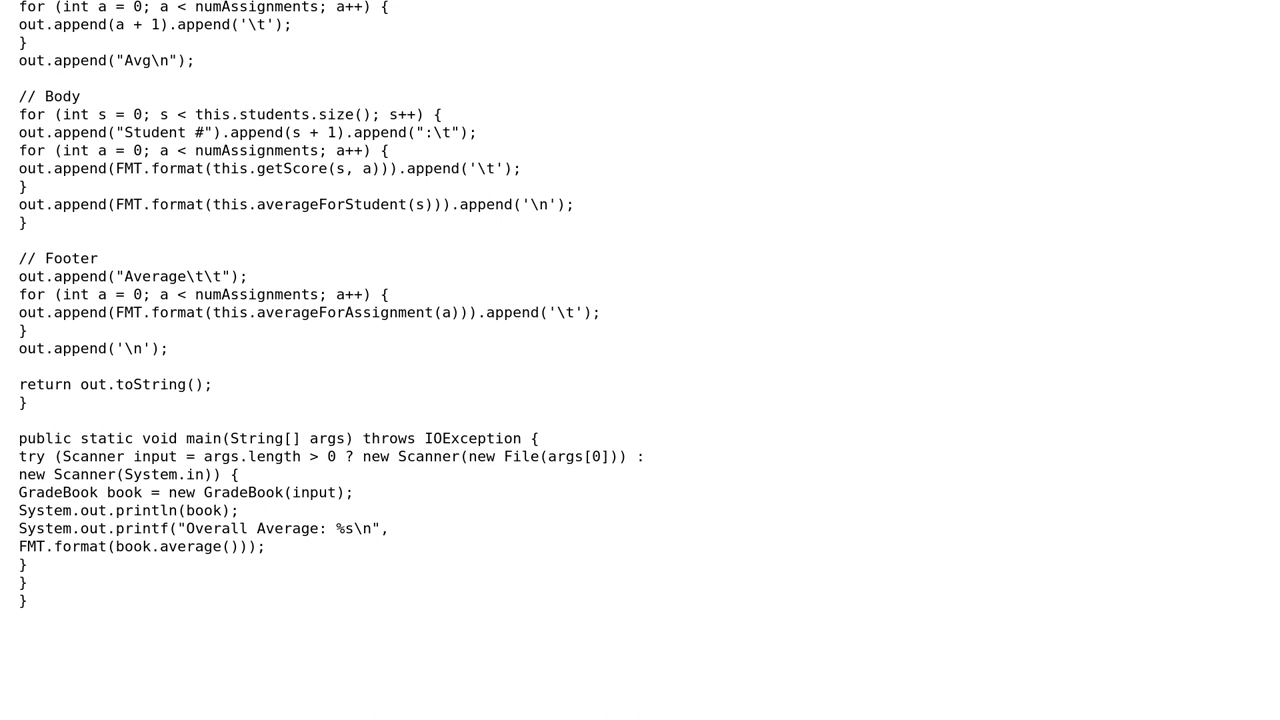 for (int a = 0; a < numAssignments; a++) {
out.append(a + 1).append('\t');
}
out.append("Avg\n");

// Body
for (int s = 0; s < this.students.size(); s++) {
out.append("Student #").append(s + 1).append(":\t");
for (int a = 0; a < numAssignments; a++) {
out.append(FMT.format(this.getScore(s, a))).append('\t');
}
out.append(FMT.format(this.averageForStudent(s))).append('\n');
}

// Footer
out.append("Average\t\t");
for (int a = 0; a < numAssignments; a++) {
out.append(FMT.format(this.averageForAssignment(a))).append('\t');
}
out.append('\n');

return out.toString();
}

public static void main(String[] args) throws IOException {
try (Scanner input = args.length > 0 ? new Scanner(new File(args[0])) :
new Scanner(System.in)) {
GradeBook book = new GradeBook(input);
System.out.println(book);
System.out.printf("Overall Average: %s\n",
FMT.format(book.average()));
}
}
}